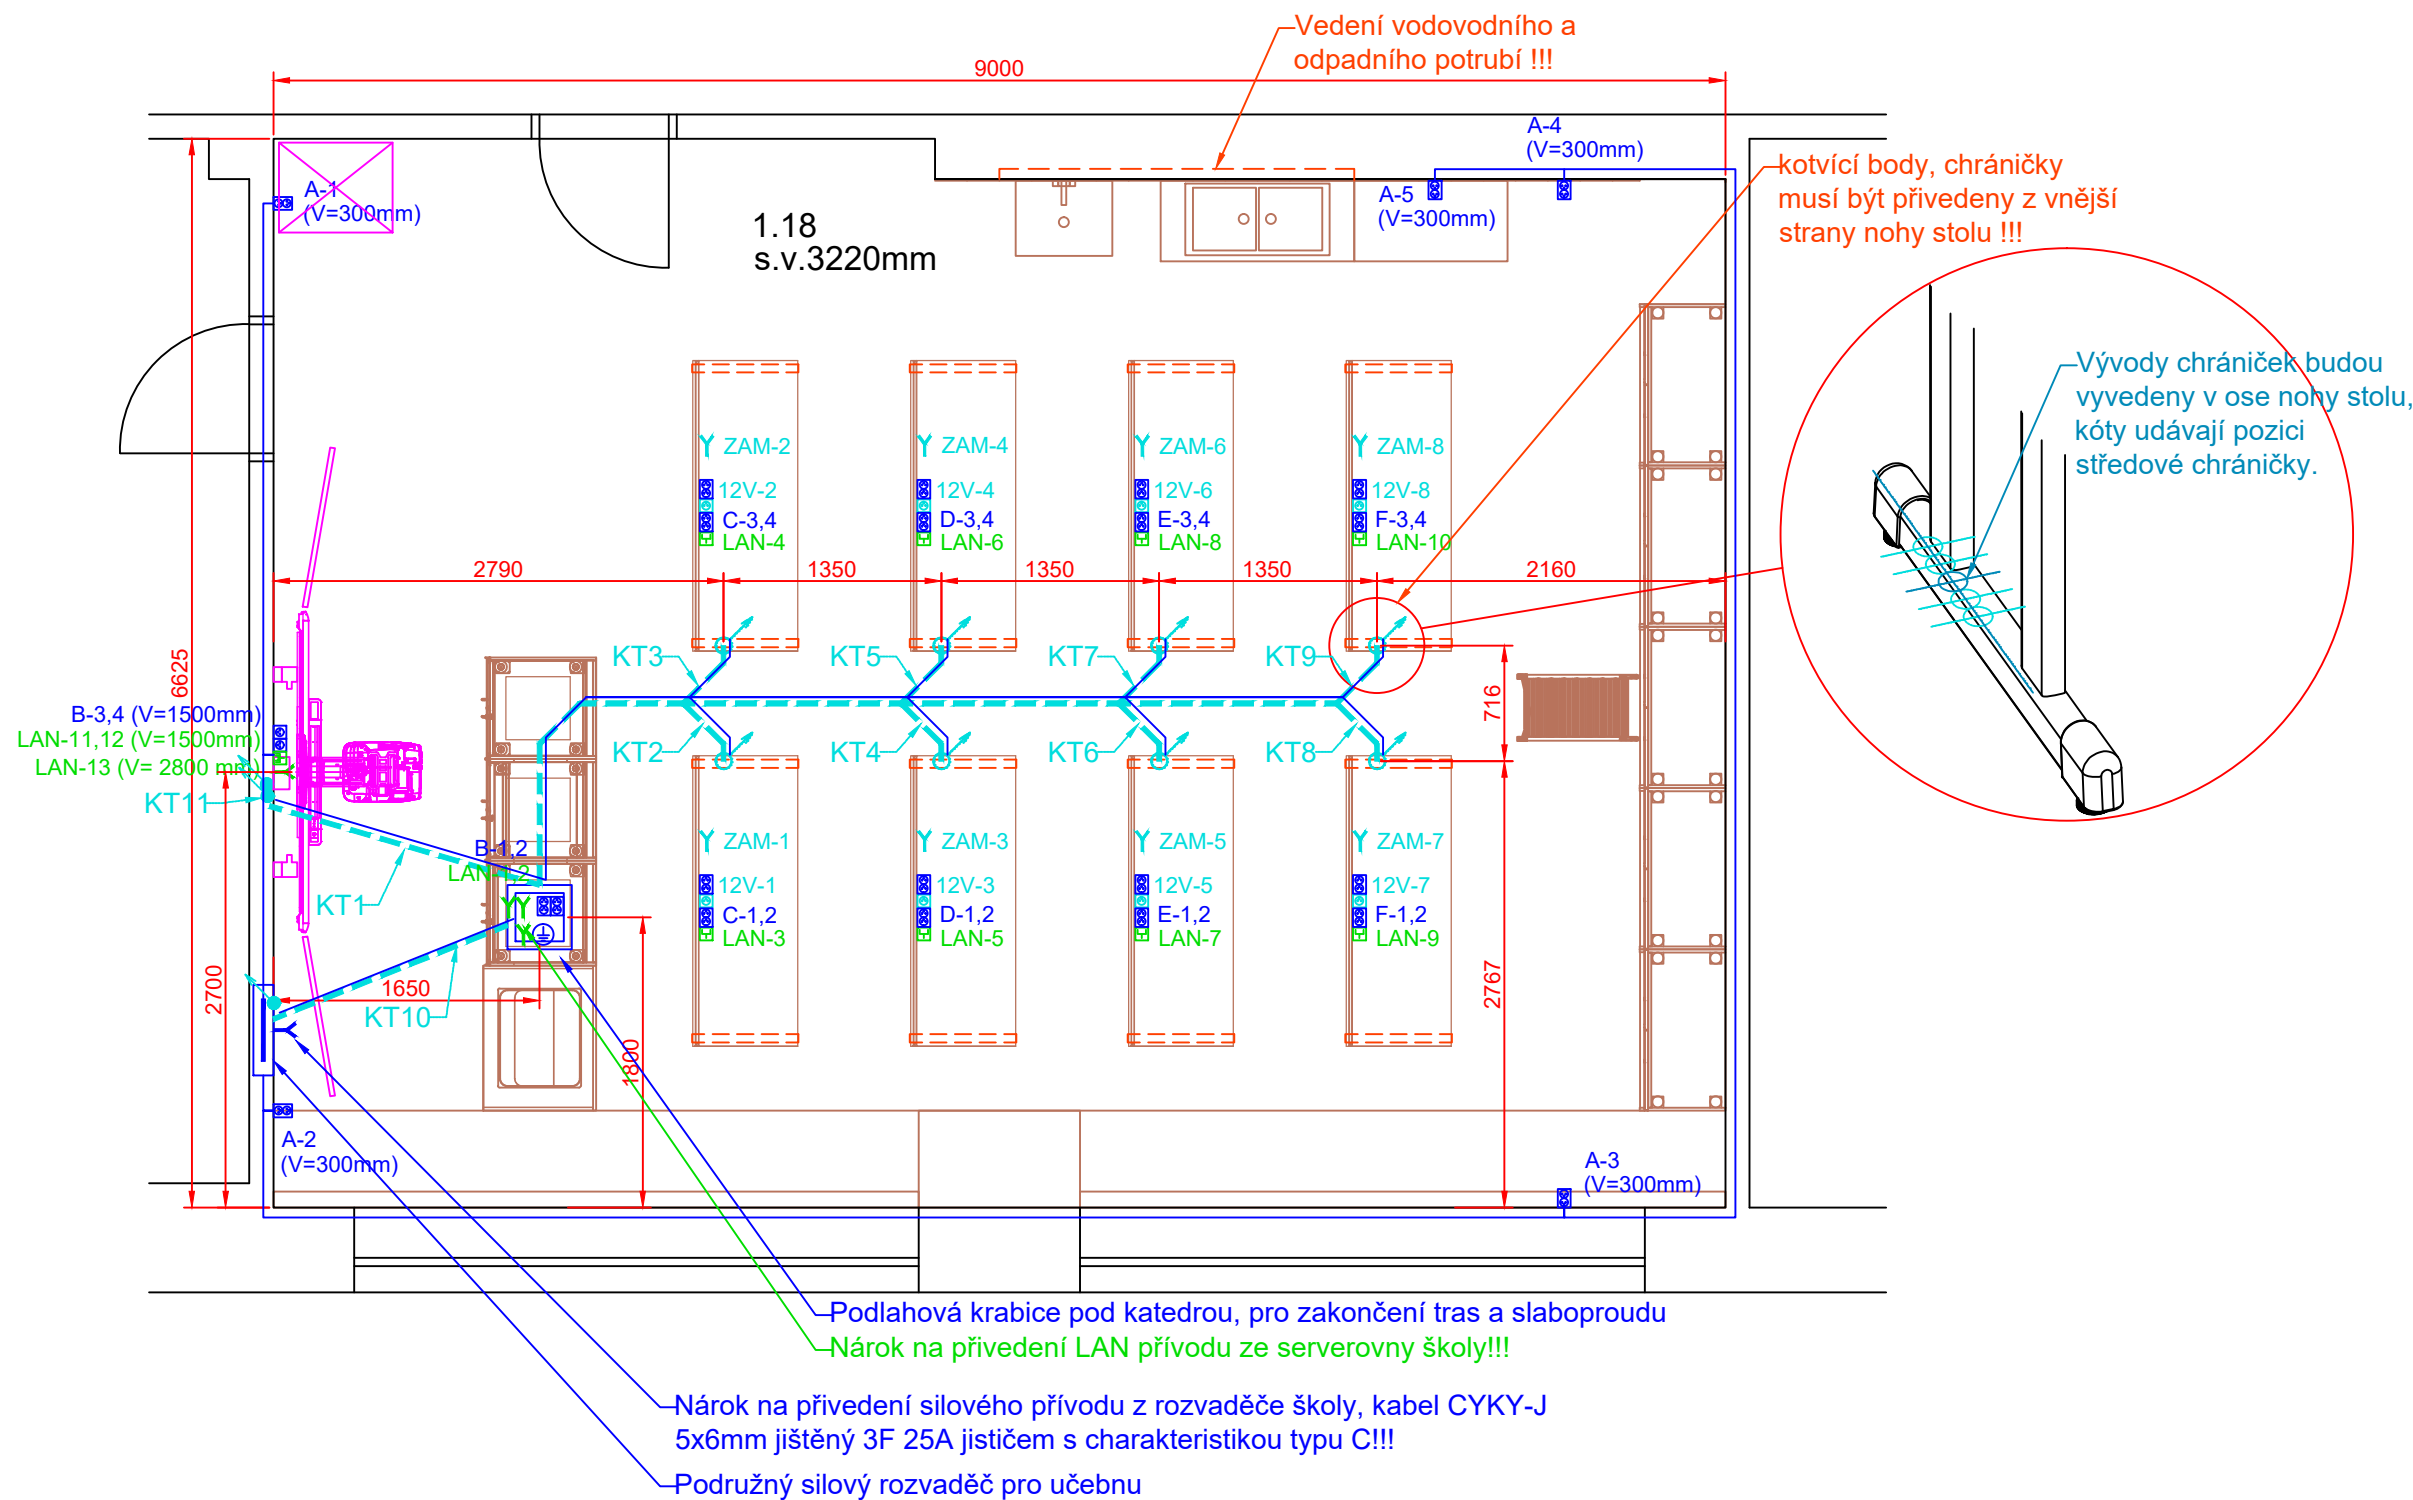 Vedení vodovodního a
odpadního potrubí !!!
9000
A-4
(V=300mm)
kotvící body, chráničky
musí být přivedeny z vnější
strany nohy stolu !!!
A-1
(V=300mm)
A-5
(V=300mm)
1.18
s.v.3220mm
Vývody chrániček budou
vyvedeny v ose nohy stolu,
kóty udávají pozici
středové chráničky.
ZAM-2
ZAM-4
ZAM-6
ZAM-8
12V-2
12V-4
12V-6
12V-8
C-3,4
D-3,4
E-3,4
F-3,4
LAN-4
LAN-6
LAN-8
LAN-10
2790
1350
1350
1350
2160
6625
KT3
KT5
KT7
KT9
716
B-3,4 (V=1500mm)
LAN-11,12 (V=1500mm)
LAN-13 (V= 2800 mm)
KT2
KT4
KT6
KT8
KT11
B-1,2
LAN-1,2
ZAM-1
ZAM-3
ZAM-5
ZAM-7
12V-1
12V-3
12V-5
12V-7
KT1
C-1,2
D-1,2
E-1,2
F-1,2
LAN-3
LAN-5
LAN-7
LAN-9
2700
1650
2767
KT10
1800
A-2
(V=300mm)
A-3
(V=300mm)
Podlahová krabice pod katedrou, pro zakončení tras a slaboproudu
Nárok na přivedení LAN přívodu ze serverovny školy!!!
Nárok na přivedení silového přívodu z rozvaděče školy, kabel CYKY-J
5x6mm jištěný 3F 25A jističem s charakteristikou typu C!!!
Podružný silový rozvaděč pro učebnu